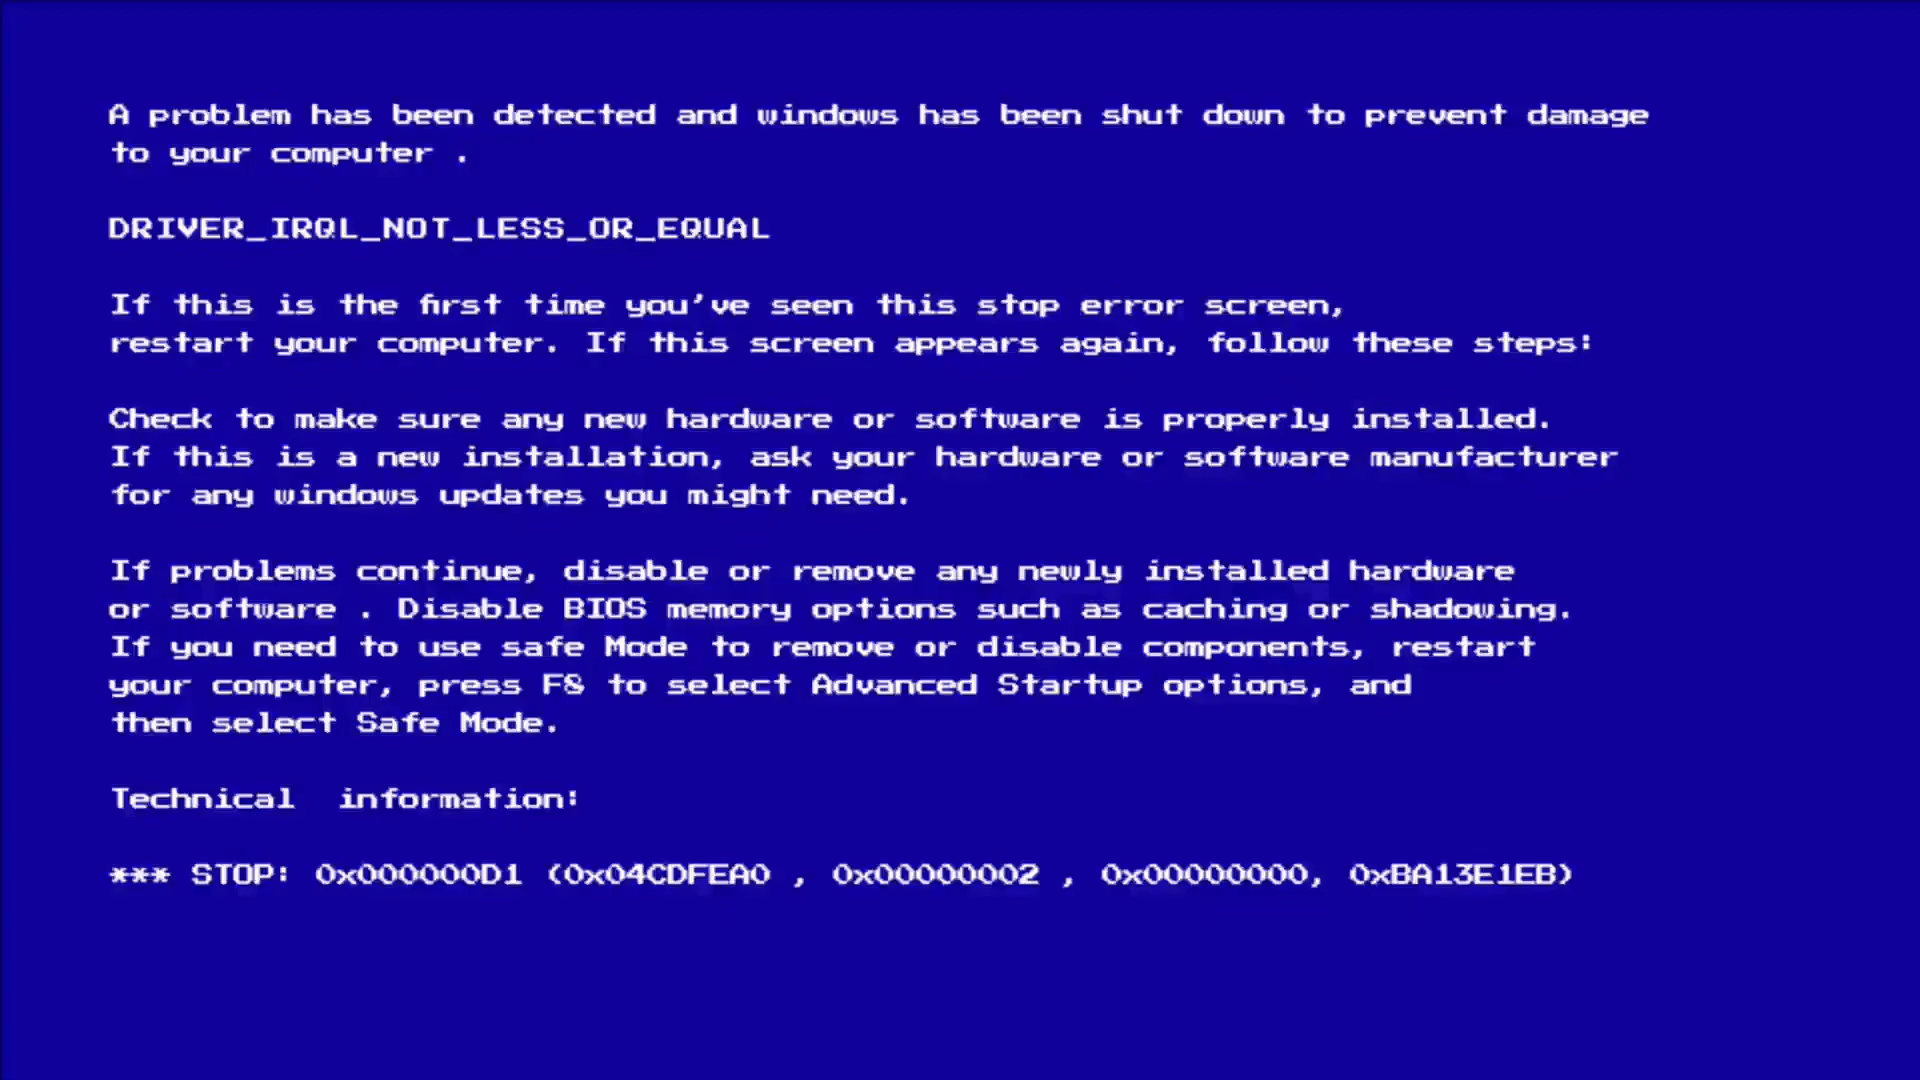 A problem has been detected and windows has been shut down to prevent damage
to your computer .
DRIVER_IRQL_NOT_LESS_OR_EQUAL
If this is the first time you've seen this stop error screen,
restart your computer. If this screen appears again, follow these steps:
Check to make sure any new hardware or software is properly installed.
If this is a new installation, ask your hardware or software manufacturer
for any windows updates you might need.
If problems continue, disable or remove any newly installed hardware
or software . Disable BIOS memory options such as caching or shadowing.
If you need to use safe Mode to remove or disable components, restart
your computer, press F8 to select Advanced Startup options, and
then select Safe Mode.
Technical  information:
*** STOP: 0x000000D1 (0x04CDFEA0 , 0x00000002 , 0x00000000, 0xBA13E1EB)